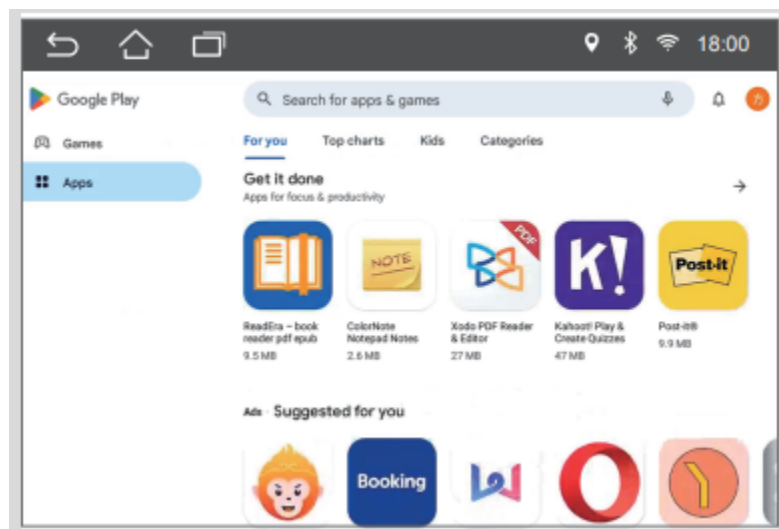 18:00
Google Play
Search for apps & games
Games
For you Top charts Kids Categories
Apps
Get it done
Apps for focus & productivity
NOTE
PDF
K!
Post-it
ReadEra – book
reader pdf epub
9.5 MB
ColorNote
Notepad Notes
2.6 MB
Xodo PDF Reader
& Editor
27 MB
Kahoot! Play &
Create Quizzes
47 MB
Post-it®
9.9 MB
Ads · Suggested for you
Booking